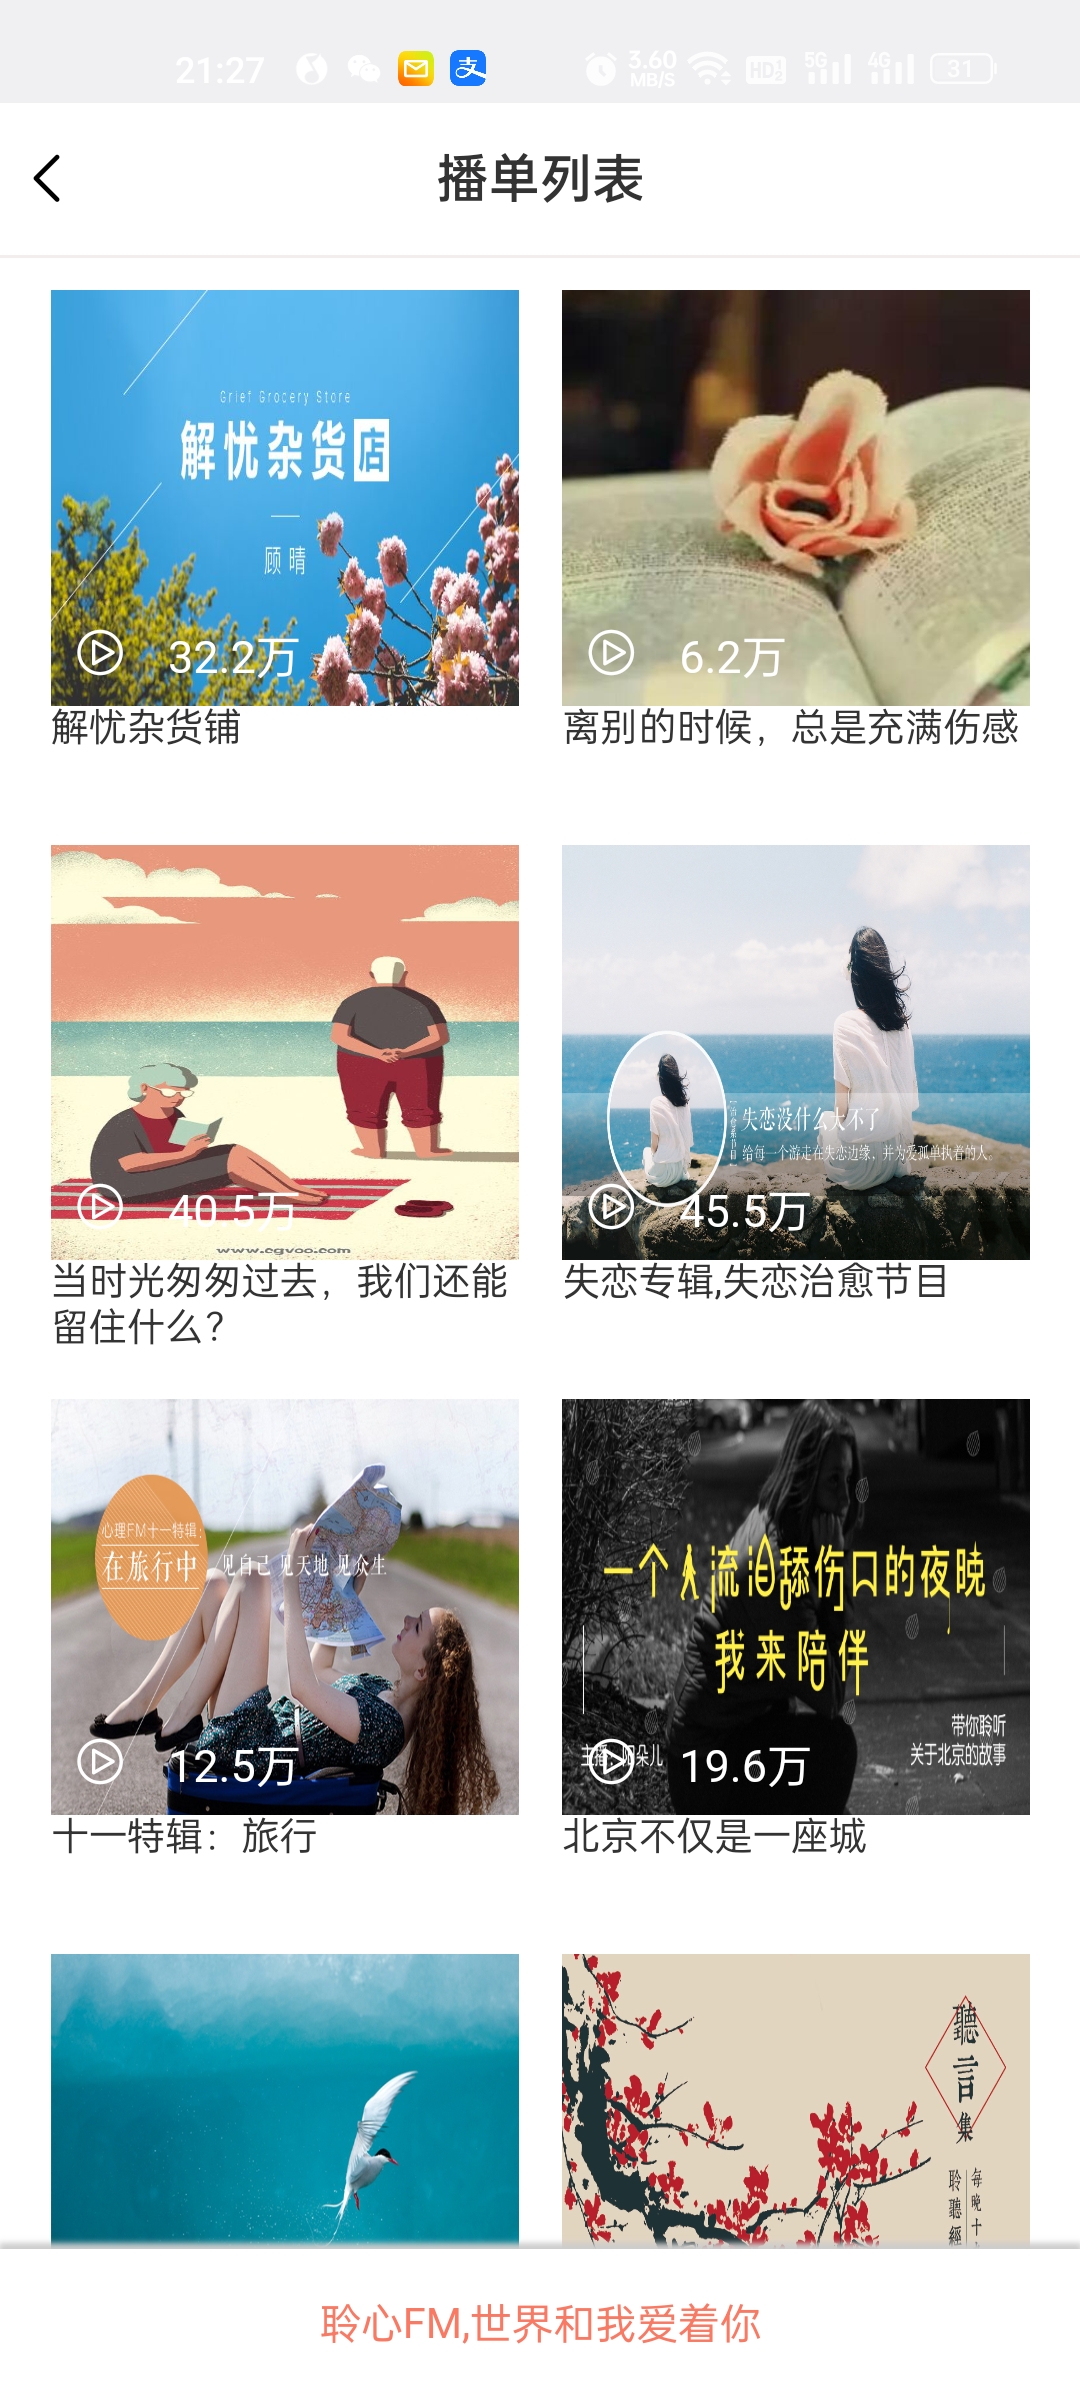 21:27
3.60
MB/S
HD 1 2
5G
4G
31
播单列表
Grief Grocery Store
解忧杂货店
顾晴
32.2万
6.2万
解忧杂货铺
离别的时候，总是充满伤感
40.5万
www.cgvoo.com
失恋没什么大不了
给每一个游走在失恋边缘，并为爱孤单执着的人。
45.5万
当时光匆匆过去，我们还能
留住什么？
失恋专辑,失恋治愈节目
心理FM十一特辑：
在旅行中
见自己 见天地 见众生
12.5万
一个人流泪舔伤口的夜晚
我来陪伴
带你聆听
关于北京的故事
19.6万
十一特辑：旅行
北京不仅是一座城
聽言集
每晚十
聆聽經
聆心FM,世界和我爱着你